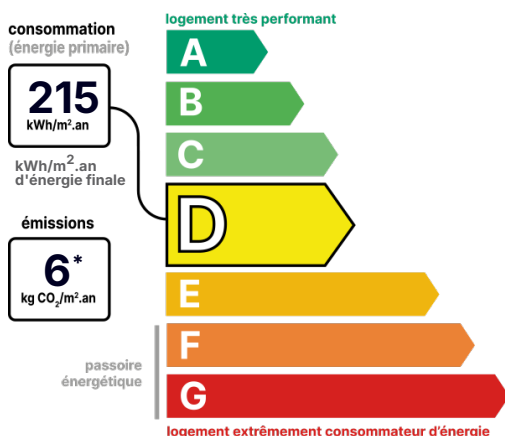 logement très performant
consommation
(énergie primaire)
215
kWh/m².an
kWh/m².an
d'énergie finale
émissions
6*
kg CO₂/m².an
A
B
C
D
E
F
G
passoire
énergétique
logement extrêmement consommateur d'énergie